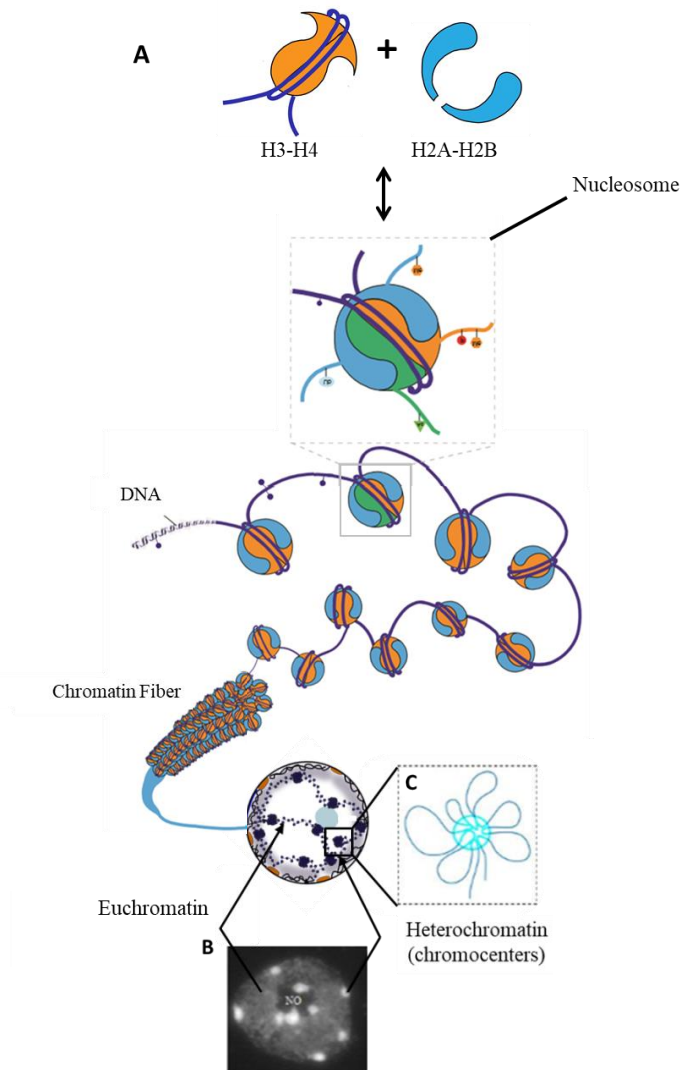 A
+
H3-H4
H2A-H2B
Nucleosome
DNA
Chromatin Fiber
C
Euchromatin
Heterochromatin
(chromocenters)
B
NO